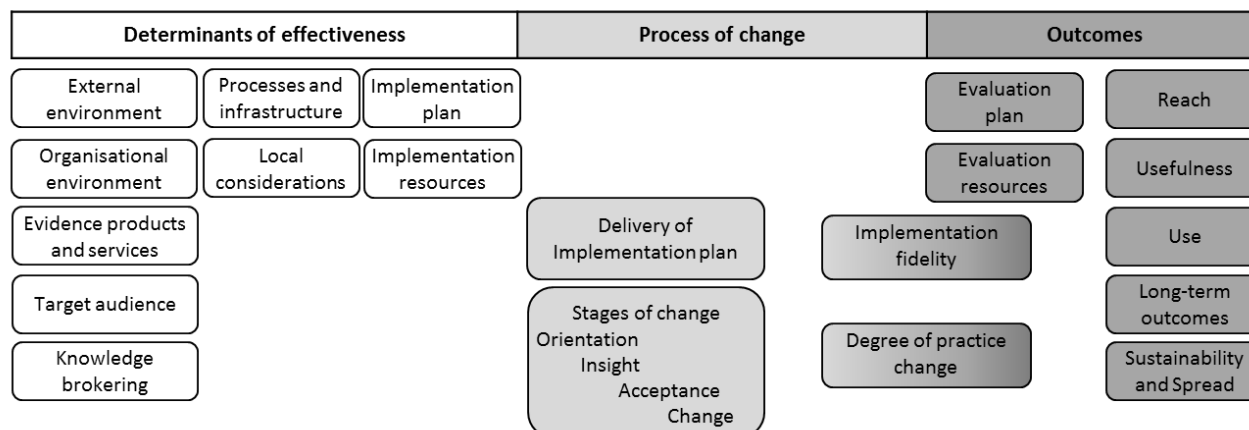 Determinants of effectiveness
Process of change
Outcomes
External
environment
Processes and
infrastructure
Implementation
plan
Evaluation
plan
Reach
Organisational
environment
Local
considerations
Implementation
resources
Evaluation
resources
Usefulness
Evidence products
and services
Delivery of
Implementation plan
Implementation
fidelity
Use
Target audience
Stages of change
Orientation
Insight
Acceptance
Change
Long-term
outcomes
Knowledge
brokering
Degree of practice
change
Sustainability
and Spread